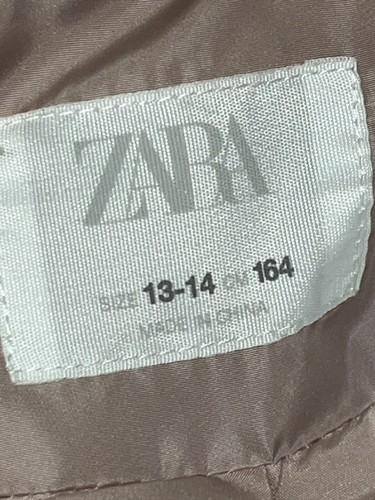 ZARA
SIZE 13-14 CM 164
MADE IN CHINA